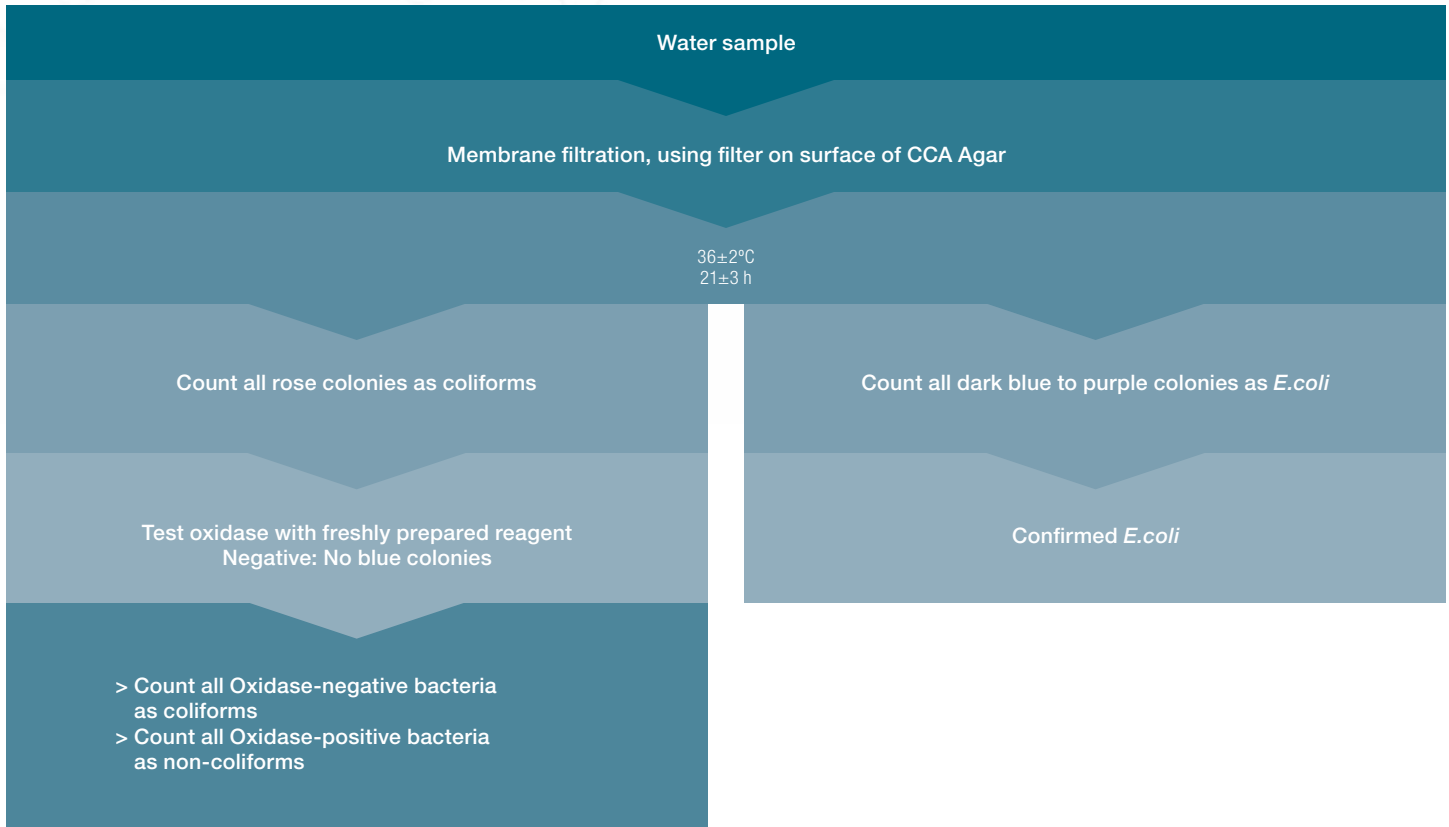 Water sample
Membrane filtration, using filter on surface of CCA Agar
36±2ºC
21±3 h
Count all rose colonies as coliforms
Count all dark blue to purple colonies as E.coli
Test oxidase with freshly prepared reagent
Negative: No blue colonies
Confirmed E.coli
> Count all Oxidase-negative bacteria
as coliforms
> Count all Oxidase-positive bacteria
as non-coliforms